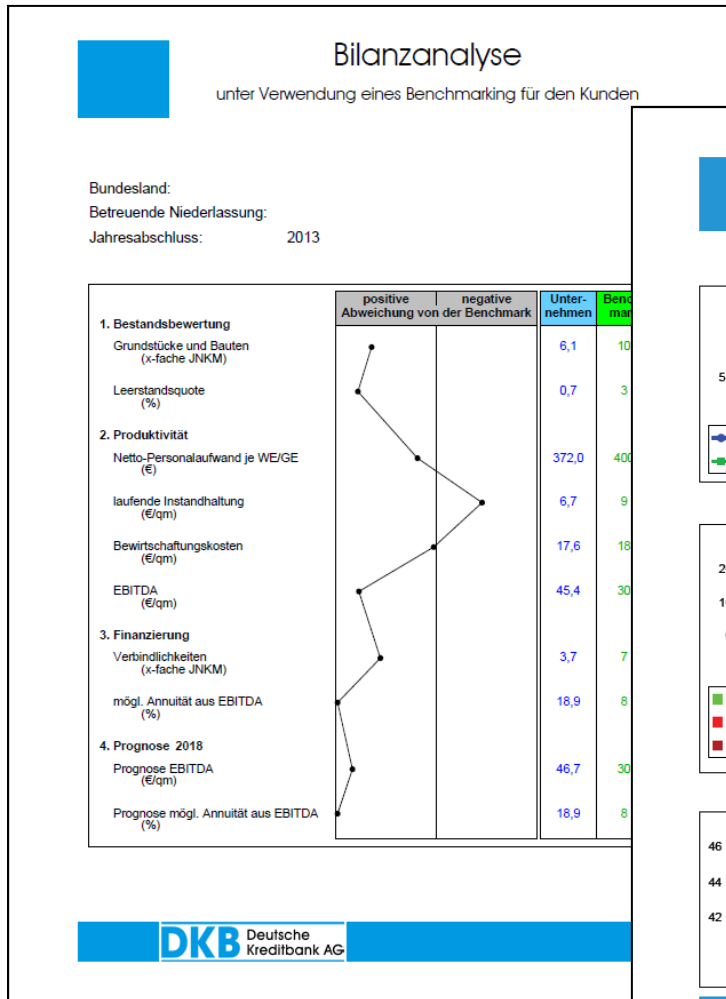 Bilanzanalyse
unter Verwendung eines Benchmarking für den Kunden
Bundesland:
Betreuende Niederlassung:
Jahresabschluss: 2013
positive negative Unter-
Abweichung von der Benchmark nehmen
1. Bestandsbewertung
Grundstücke und Bauten 6,1 10
(x-fache JNKM)
Leerstandsquote 0,7 3
(%)
2. Produktivität
Netto-Personalaufwand je WE/GE 372,0 400
(€)
laufende Instandhaltung 6,7 9
(€/qm)
Bewirtschaftungskosten 17,6 18
(€/qm)
EBITDA 45,4 30
(€/qm)
3. Finanzierung
Verbindlichkeiten 3,7 7
(x-fache JNKM)
mögl. Annuität aus EBITDA 18,9 8
(%)
4. Prognose 2018
Prognose EBITDA 46,7 30
(€/qm)
Prognose mögl. Annuität aus EBITDA 18,9 8
(%)
DKB Deutsche
Kreditbank AG
46
44
42